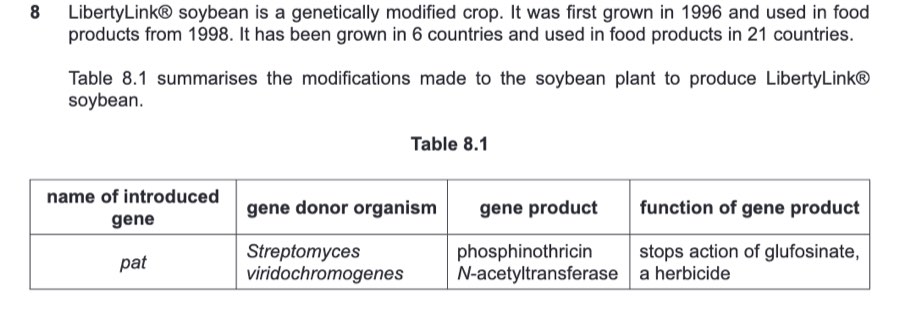 8 LibertyLink® soybean is a genetically modified crop. It was first grown in 1996 and used in food
products from 1998. It has been grown in 6 countries and used in food products in 21 countries.
Table 8.1 summarises the modifications made to the soybean plant to produce LibertyLink®
soybean.
Table 8.1
name of introduced
gene
gene donor organism
gene product
function of gene product
pat
Streptomyces
viridochromogenes
phosphinothricin
N-acetyltransferase
stops action of glufosinate,
a herbicide